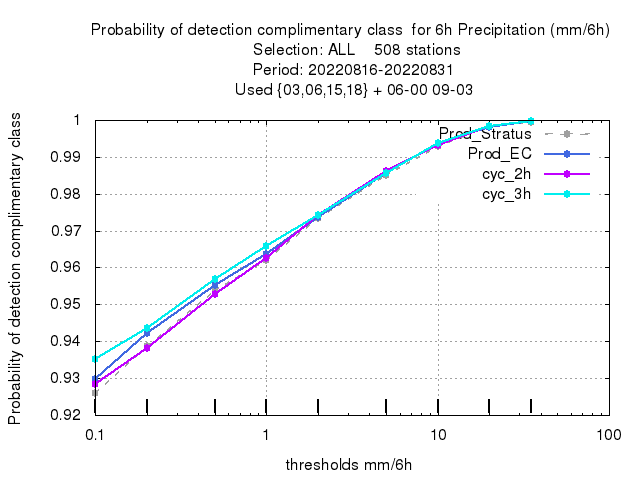 Probability of detection complimentary class  for 6h Precipitation (mm/6h)
Selection: ALL    508 stations
Period: 20220816-20220831
Used {03,06,15,18} + 06-00 09-03
Probability of detection complimentary class
1
0.99
0.98
0.97
0.96
0.95
0.94
0.93
0.92
Prod_Stratus
Prod_EC
cyc_2h
cyc_3h
0.1
1
10
100
thresholds mm/6h